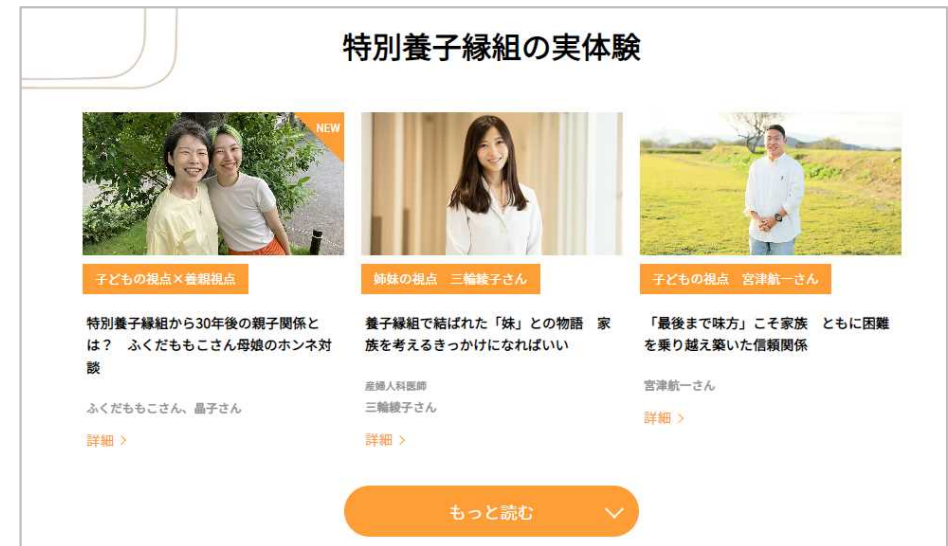 特別養子縁組の実体験
NEW
子どもの視点×養親視点
特別養子縁組から30年後の親子関係と
は？　ふくだももこさん母娘のホンネ対
談
ふくだももこさん、晶子さん
詳細 >
姉妹の視点　三輪綾子さん
養子縁組で結ばれた「妹」との物語　家
族を考えるきっかけになればいい
産婦人科医師
三輪綾子さん
詳細 >
子どもの視点　宮津航一さん
「最後まで味方」こそ家族　ともに困難
を乗り越え築いた信頼関係
宮津航一さん
詳細 >
もっと読む